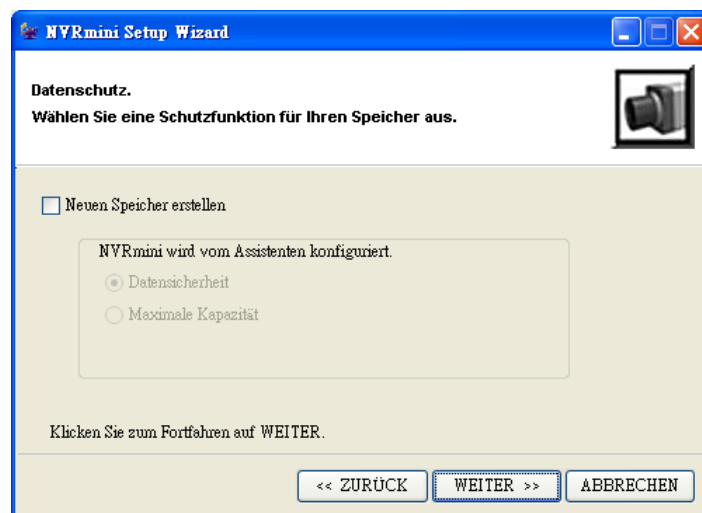 NVRmini Setup Wizard
Datenschutz.
Wählen Sie eine Schutzfunktion für Ihren Speicher aus.
Neuen Speicher erstellen
NVRmini wird vom Assistenten konfiguriert.
Datensicherheit
Maximale Kapazität
Klicken Sie zum Fortfahren auf WEITER.
<< ZURÜCK WEITER >> ABBRECHEN